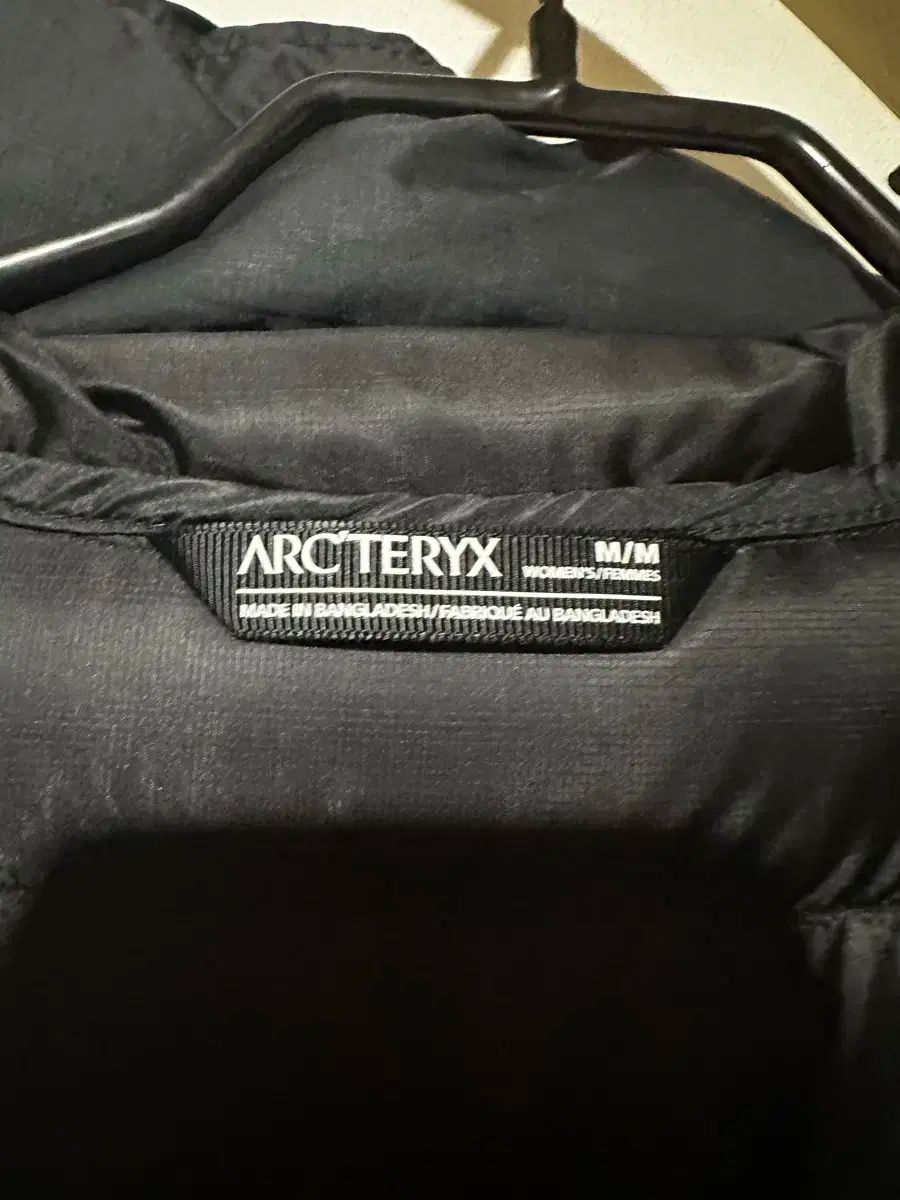 ARC'TERYX M/M
WOMEN'S/FEMMES
MADE IN BANGLADESH/FABRIQUÉ AU BANGLADESH